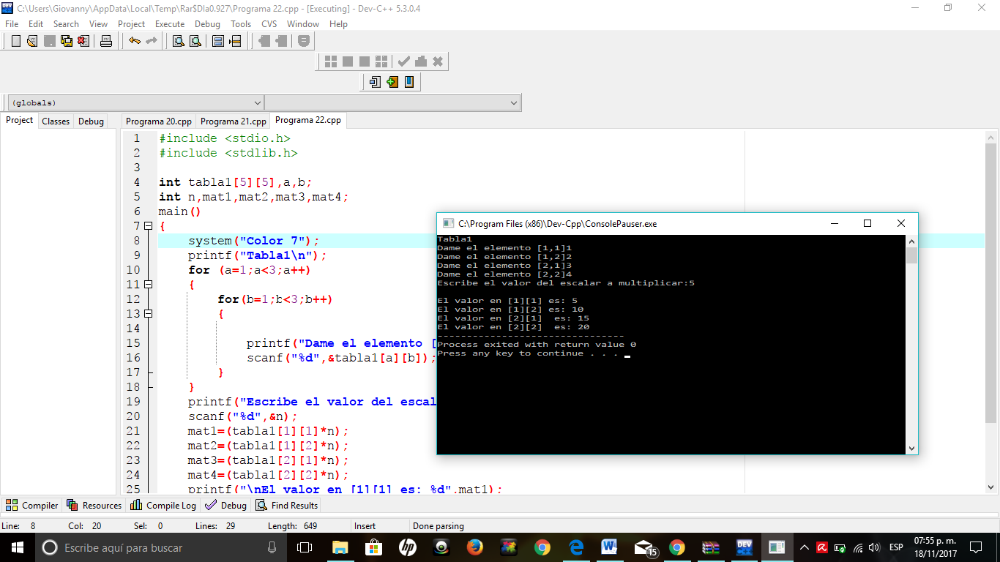 C:\Users\Giovanny\AppData\Local\Temp\Rar$DIa0.927\Programa 22.cpp - [Executing] - Dev-C++ 5.3.0.4
File Edit Search View Project Execute Debug Tools CVS Window Help
(globals)
Project Classes Debug
Programa 20.cpp Programa 21.cpp Programa 22.cpp
1 #include <stdio.h>
2 #include <stdlib.h>
3
4 int tabla1[5][5],a,b;
5 int n,mat1,mat2,mat3,mat4;
6 main()
7 {
8 system("Color 7");
9 printf("Tabla1\n");
10 for (a=1;a<3;a++)
11 {
12 for(b=1;b<3;b++)
13 {
14
15 printf("Dame el elemento [
16 scanf("%d",&tabla1[a][b]);
17 }
18 }
19 printf("Escribe el valor del escal
20 scanf("%d",&n);
21 mat1=(tabla1[1][1]*n);
22 mat2=(tabla1[1][2]*n);
23 mat3=(tabla1[2][1]*n);
24 mat4=(tabla1[2][2]*n);
25 printf("\nEl valor en [1][1] es: %d",mat1);
C:\Program Files (x86)\Dev-Cpp\ConsolePauser.exe
Tabla1
Dame el elemento [1,1]1
Dame el elemento [1,2]2
Dame el elemento [2,1]3
Dame el elemento [2,2]4
Escribe el valor del escalar a multiplicar:5
El valor en [1][1] es: 5
El valor en [1][2] es: 10
El valor en [2][1]  es: 15
El valor en [2][2]  es: 20
--------------------------------
Process exited with return value 0
Press any key to continue . . .
Compiler Resources Compile Log Debug Find Results
Line: 8 Col: 20 Sel: 0 Lines: 29 Length: 649 Insert Done parsing
Escribe aquí para buscar
15
ESP
07:55 p. m.
18/11/2017